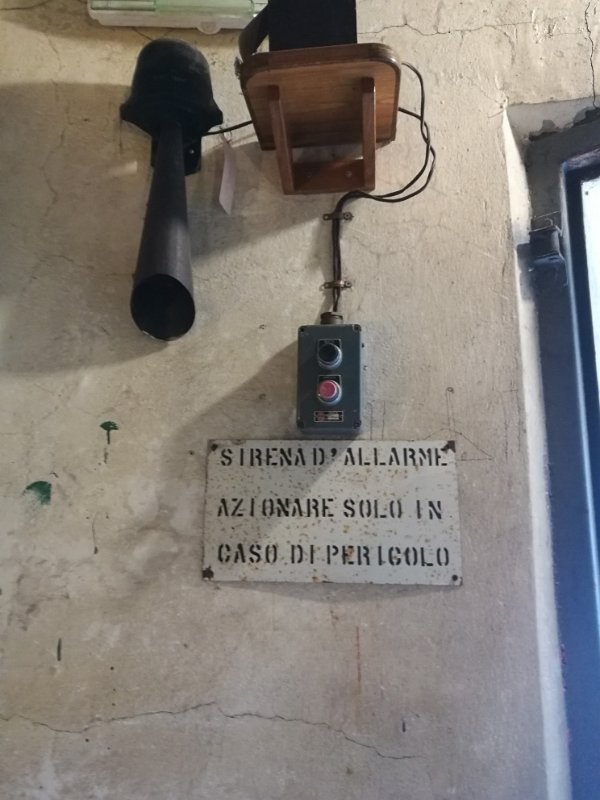 SIRENA D' ALLARME
AZIONARE SOLO IN
CASO DI PERICOLO